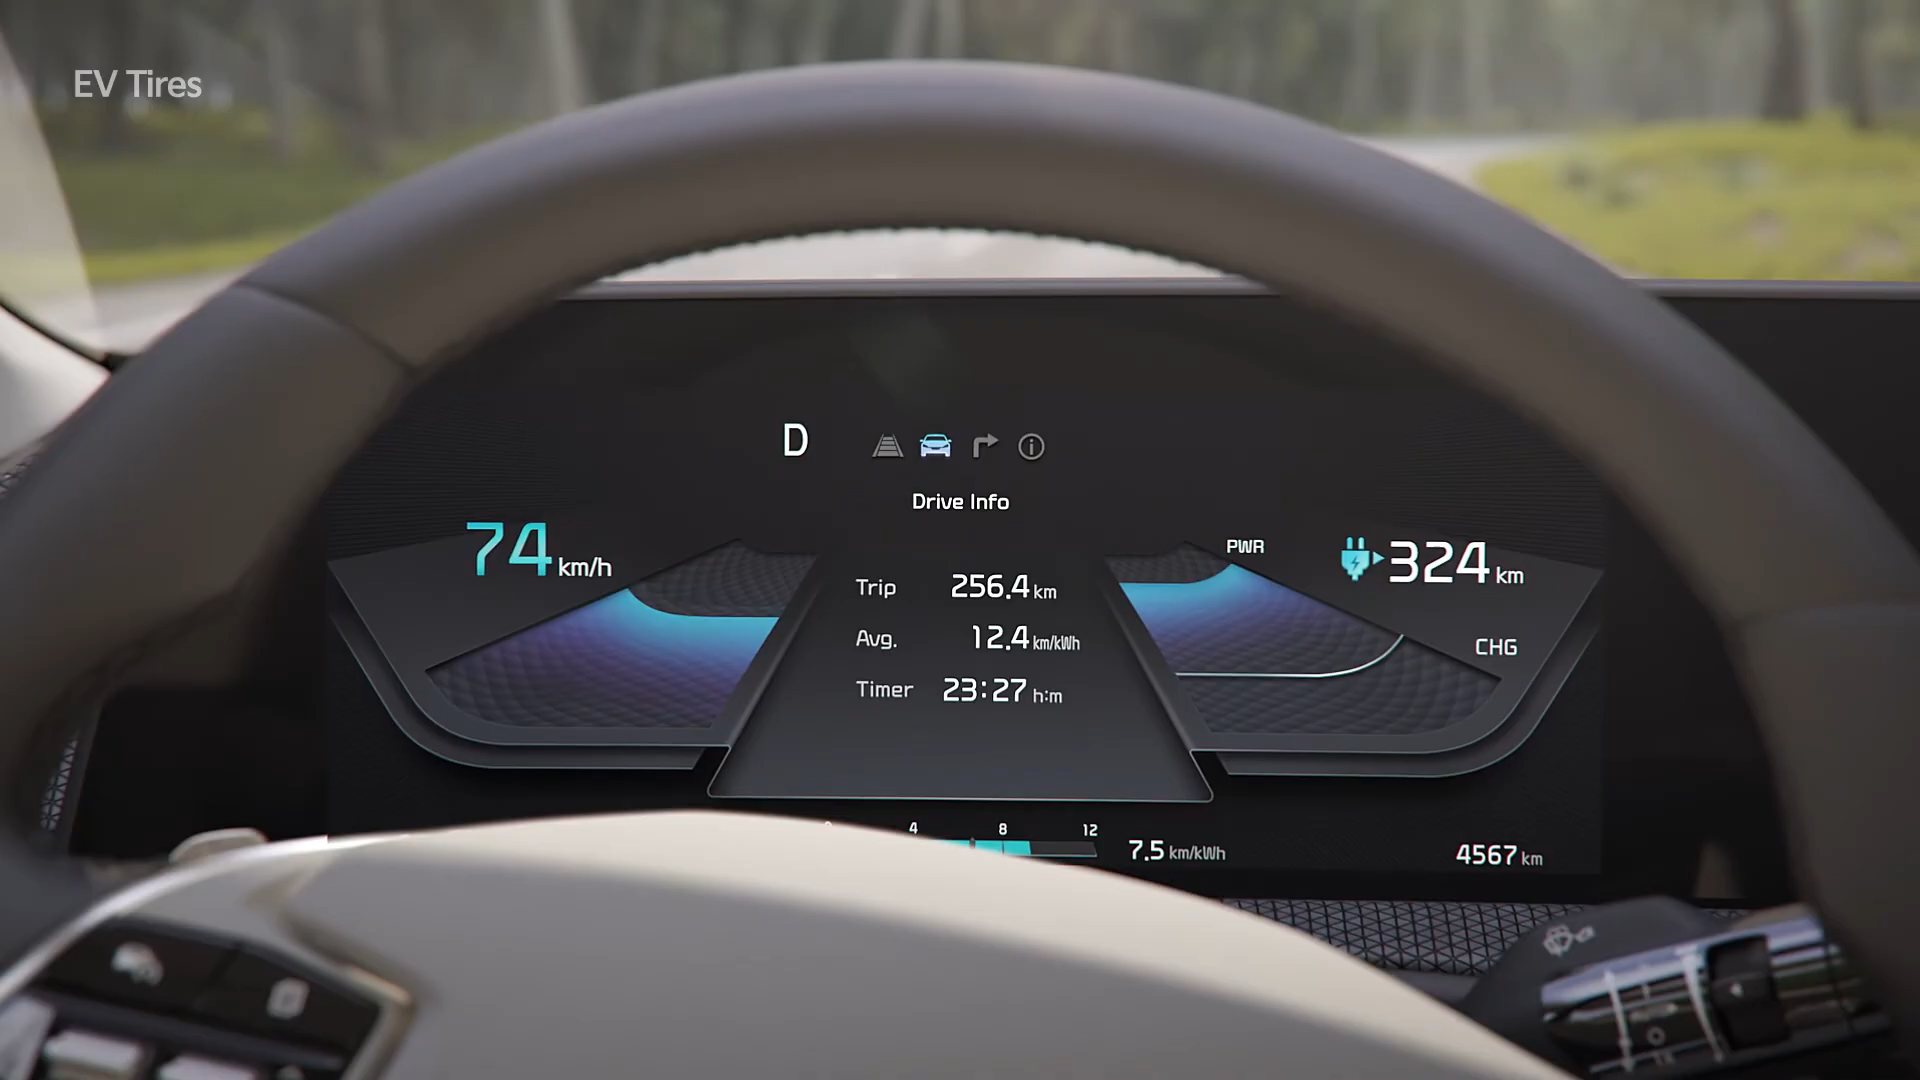 EV Tires
D
Drive Info
74 km/h
PWR
324 km
Trip 256.4 km
Avg. 12.4 km/kWh
CHG
Timer 23:27 h:m
4 8 12
7.5 km/kWh
4567 km